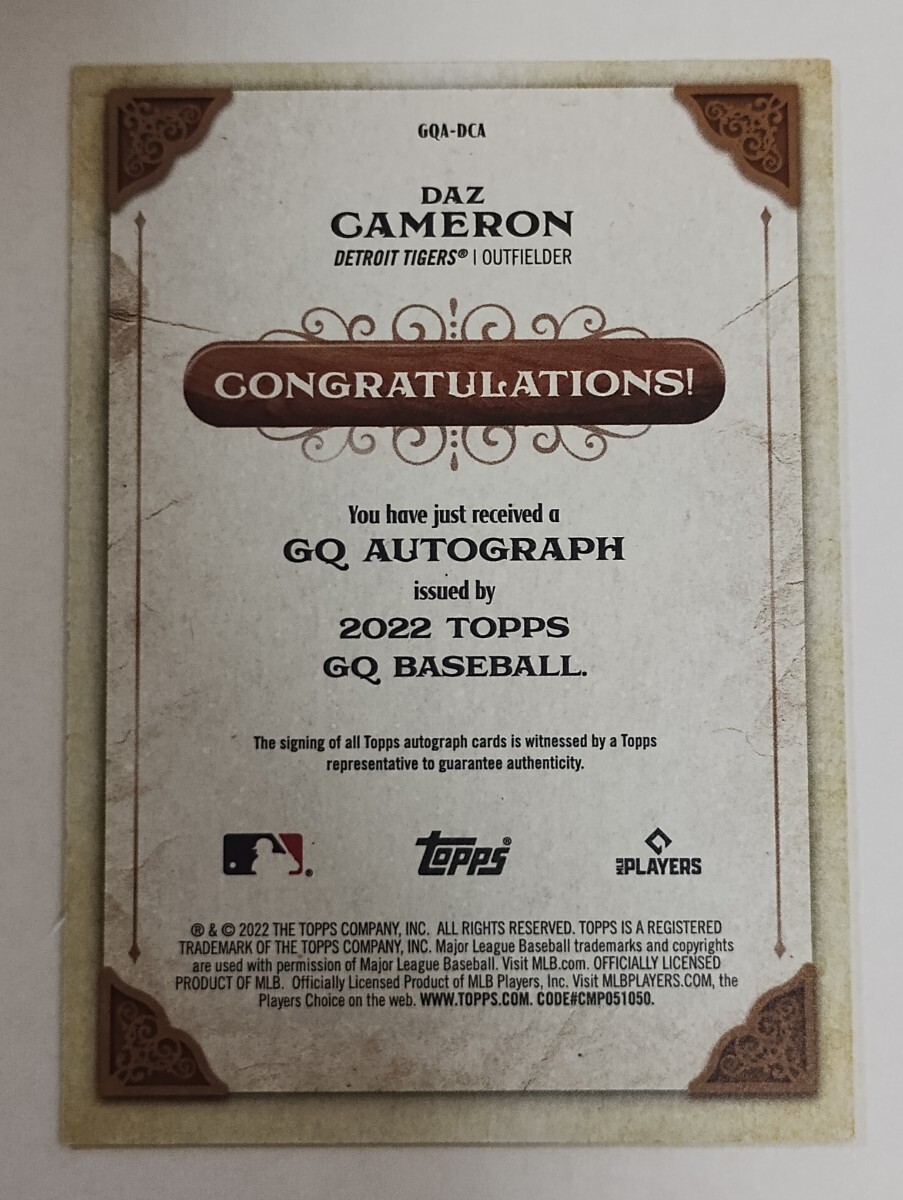 GQA-DCA
DAZ
CAMERON
DETROIT TIGERS® | OUTFIELDER
CONGRATULATIONS!
You have just received a
GQ AUTOGRAPH
issued by
2022 TOPPS
GQ BASEBALL.
The signing of all Topps autograph cards is witnessed by a Topps
representative to guarantee authenticity.
® topps® MLB PLAYERS
® & © 2022 THE TOPPS COMPANY, INC. ALL RIGHTS RESERVED. TOPPS IS A REGISTERED
TRADEMARK OF THE TOPPS COMPANY, INC. Major League Baseball trademarks and copyrights
are used with permission of Major League Baseball. Visit MLB.com. OFFICIALLY LICENSED
PRODUCT OF MLB. Officially Licensed Product of MLB Players, Inc. Visit MLBPLAYERS.COM, the
Players Choice on the web. WWW.TOPPS.COM. CODE#CMP051050.